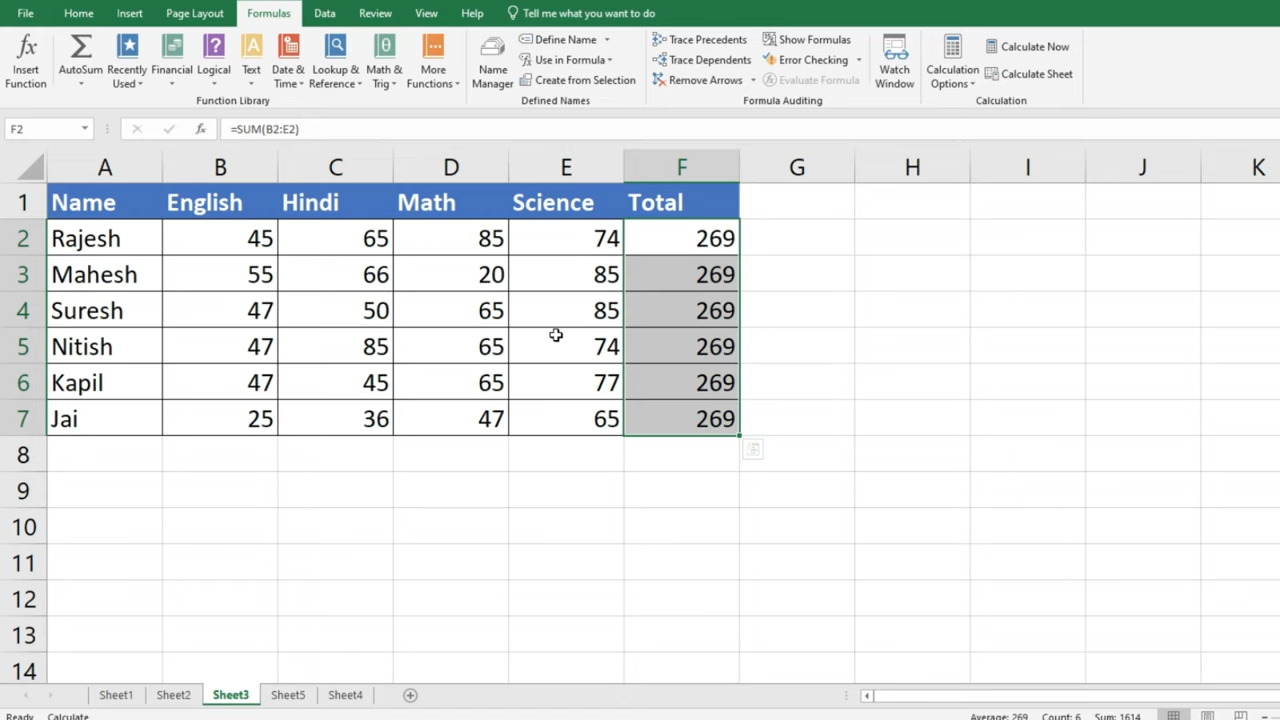 File Home Insert Page Layout Formulas Data Review View Help Tell me what you want to do
fx Insert Function
AutoSum
Recently Used
Financial
Logical
Text
Date & Time
Lookup & Reference
Math & Trig
More Functions
Function Library
Name Manager
Define Name
Use in Formula
Create from Selection
Defined Names
Trace Precedents
Trace Dependents
Remove Arrows
Show Formulas
Error Checking
Evaluate Formula
Formula Auditing
Watch Window
Calculation Options
Calculate Now
Calculate Sheet
Calculation
F2 fx =SUM(B2:E2)
A B C D E F G H I J K
1 Name English Hindi Math Science Total
2 Rajesh 45 65 85 74 269
3 Mahesh 55 66 20 85 269
4 Suresh 47 50 65 85 269
5 Nitish 47 85 65 74 269
6 Kapil 47 45 65 77 269
7 Jai 25 36 47 65 269
8
9
10
11
12
13
14
Sheet1 Sheet2 Sheet3 Sheet5 Sheet4
Ready Calculate Average: 269 Count: 6 Sum: 1614